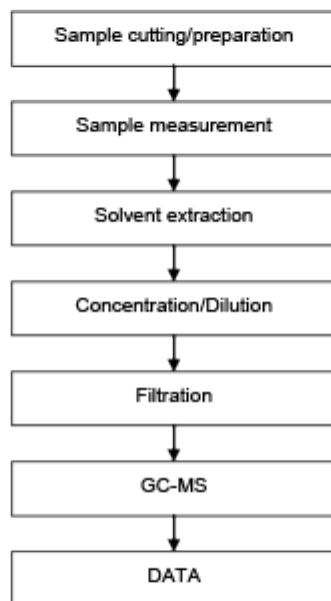 Sample cutting/preparation
Sample measurement
Solvent extraction
Concentration/Dilution
Filtration
GC-MS
DATA